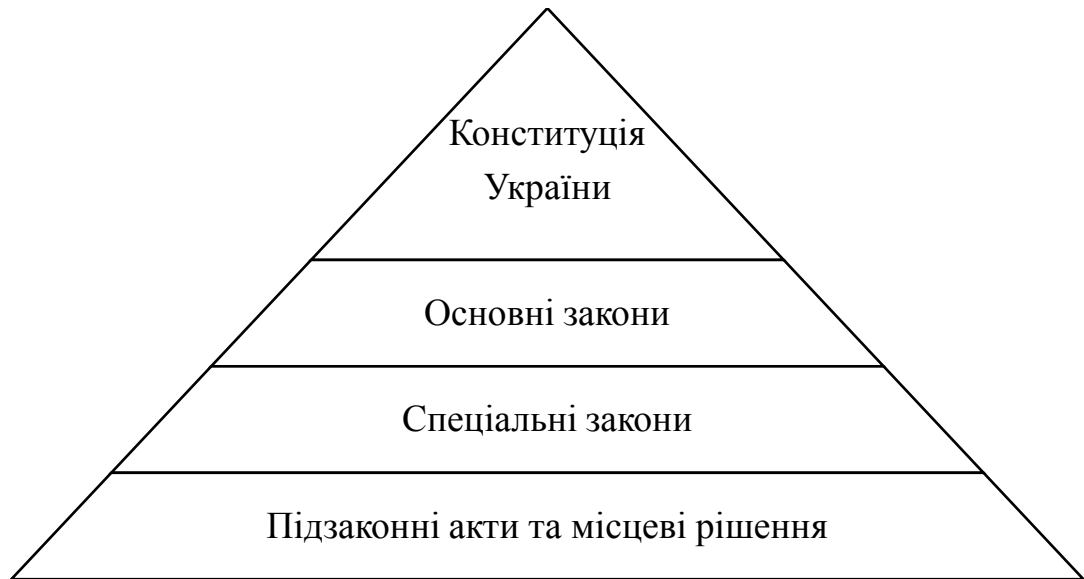 Конституція
України
Основні закони
Спеціальні закони
Підзаконні акти та місцеві рішення